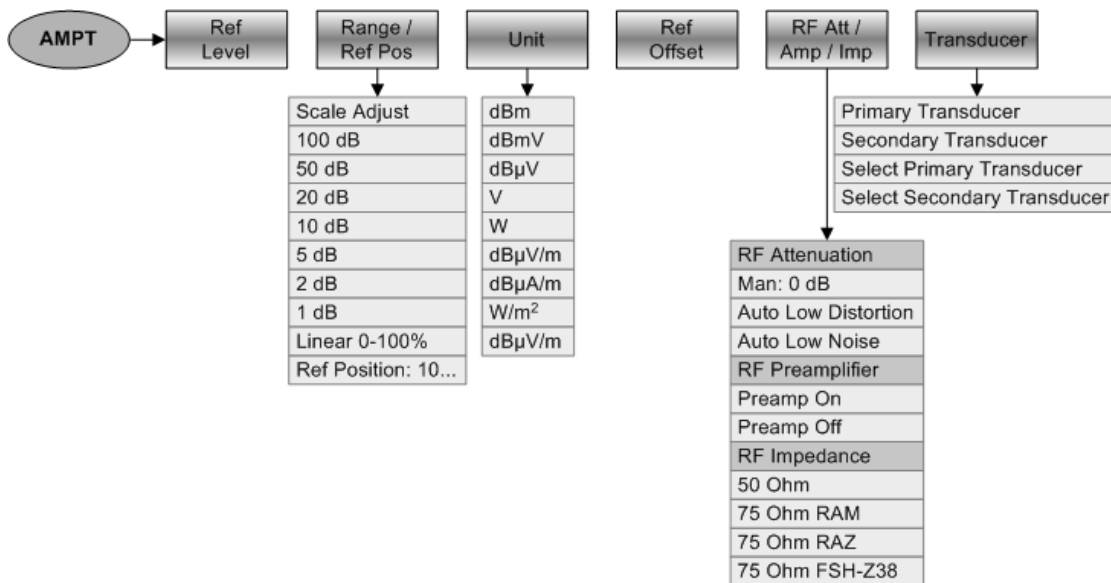 AMPT
Ref
Level
Range /
Ref Pos
Unit
Ref
Offset
RF Att /
Amp / Imp
Transducer
Scale Adjust
100 dB
50 dB
20 dB
10 dB
5 dB
2 dB
1 dB
Linear 0-100%
Ref Position: 10...
dBm
dBmV
dBµV
V
W
dBµV/m
dBµA/m
W/m²
dBµV/m
RF Attenuation
Man: 0 dB
Auto Low Distortion
Auto Low Noise
RF Preamplifier
Preamp On
Preamp Off
RF Impedance
50 Ohm
75 Ohm RAM
75 Ohm RAZ
75 Ohm FSH-Z38
Primary Transducer
Secondary Transducer
Select Primary Transducer
Select Secondary Transducer